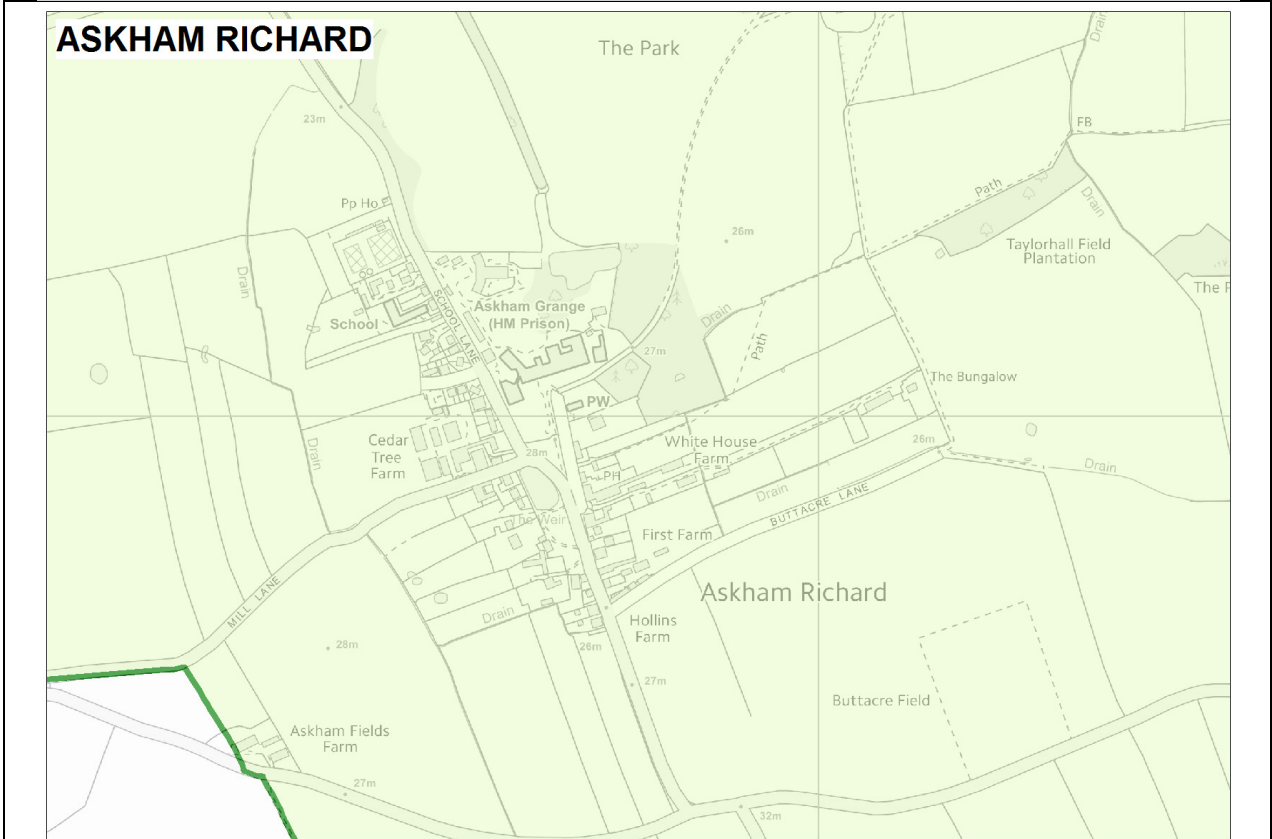 ASKHAM RICHARD
The Park
Drain
23m
FB
Path
Pp Ho
Drain
26m
Taylorhall Field
Plantation
Drain
The
SCHOOL LANE
Askham Grange
(HM Prison)
School
Drain
27m
Path
The Bungalow
PW
Cedar
Tree
Farm
Drain
28m
White House
Farm
26m
PH
Drain
Drain
BUTTACRE LANE
The Weir
First Farm
Askham Richard
MILL LANE
Drain
Hollins
Farm
28m
26m
27m
Buttacre Field
Askham Fields
Farm
27m
32m